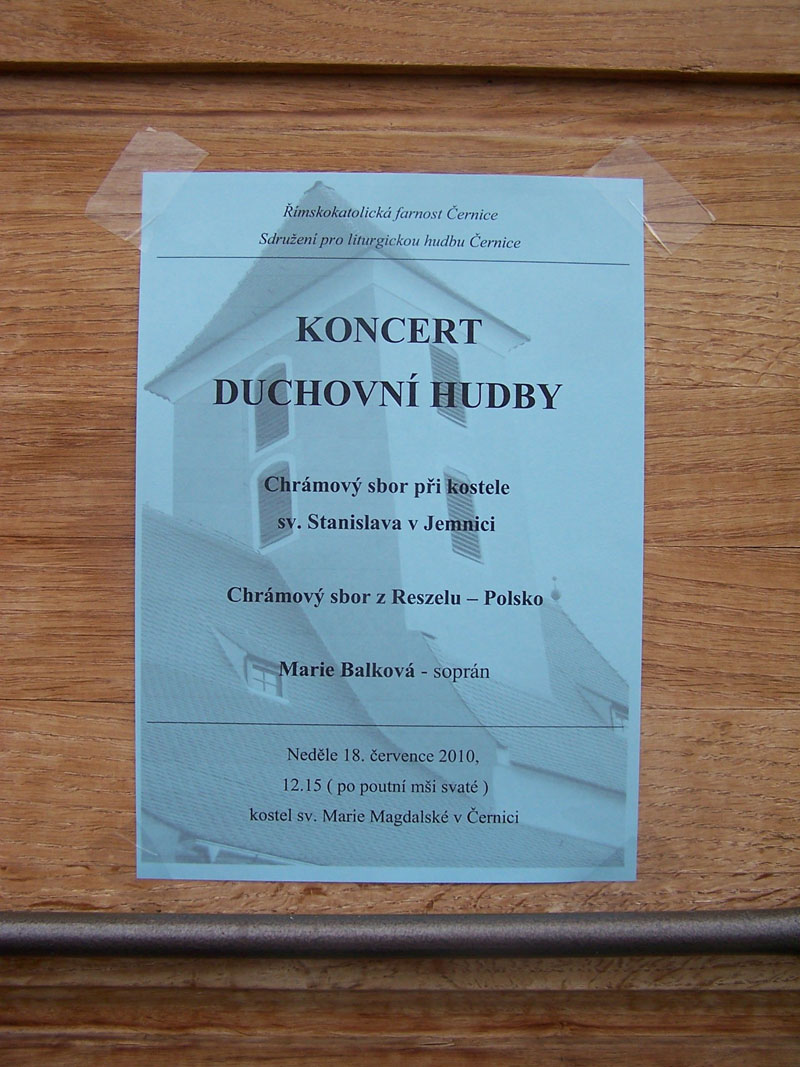 Římskokatolická farnost Černice
Sdružení pro liturgickou hudbu Černice
KONCERT
DUCHOVNÍ HUDBY
Chrámový sbor při kostele
sv. Stanislava v Jemnici
Chrámový sbor z Reszelu – Polsko
Marie Balková - soprán
Neděle 18. července 2010,
12.15 ( po poutní mši svaté )
kostel sv. Marie Magdalské v Černici